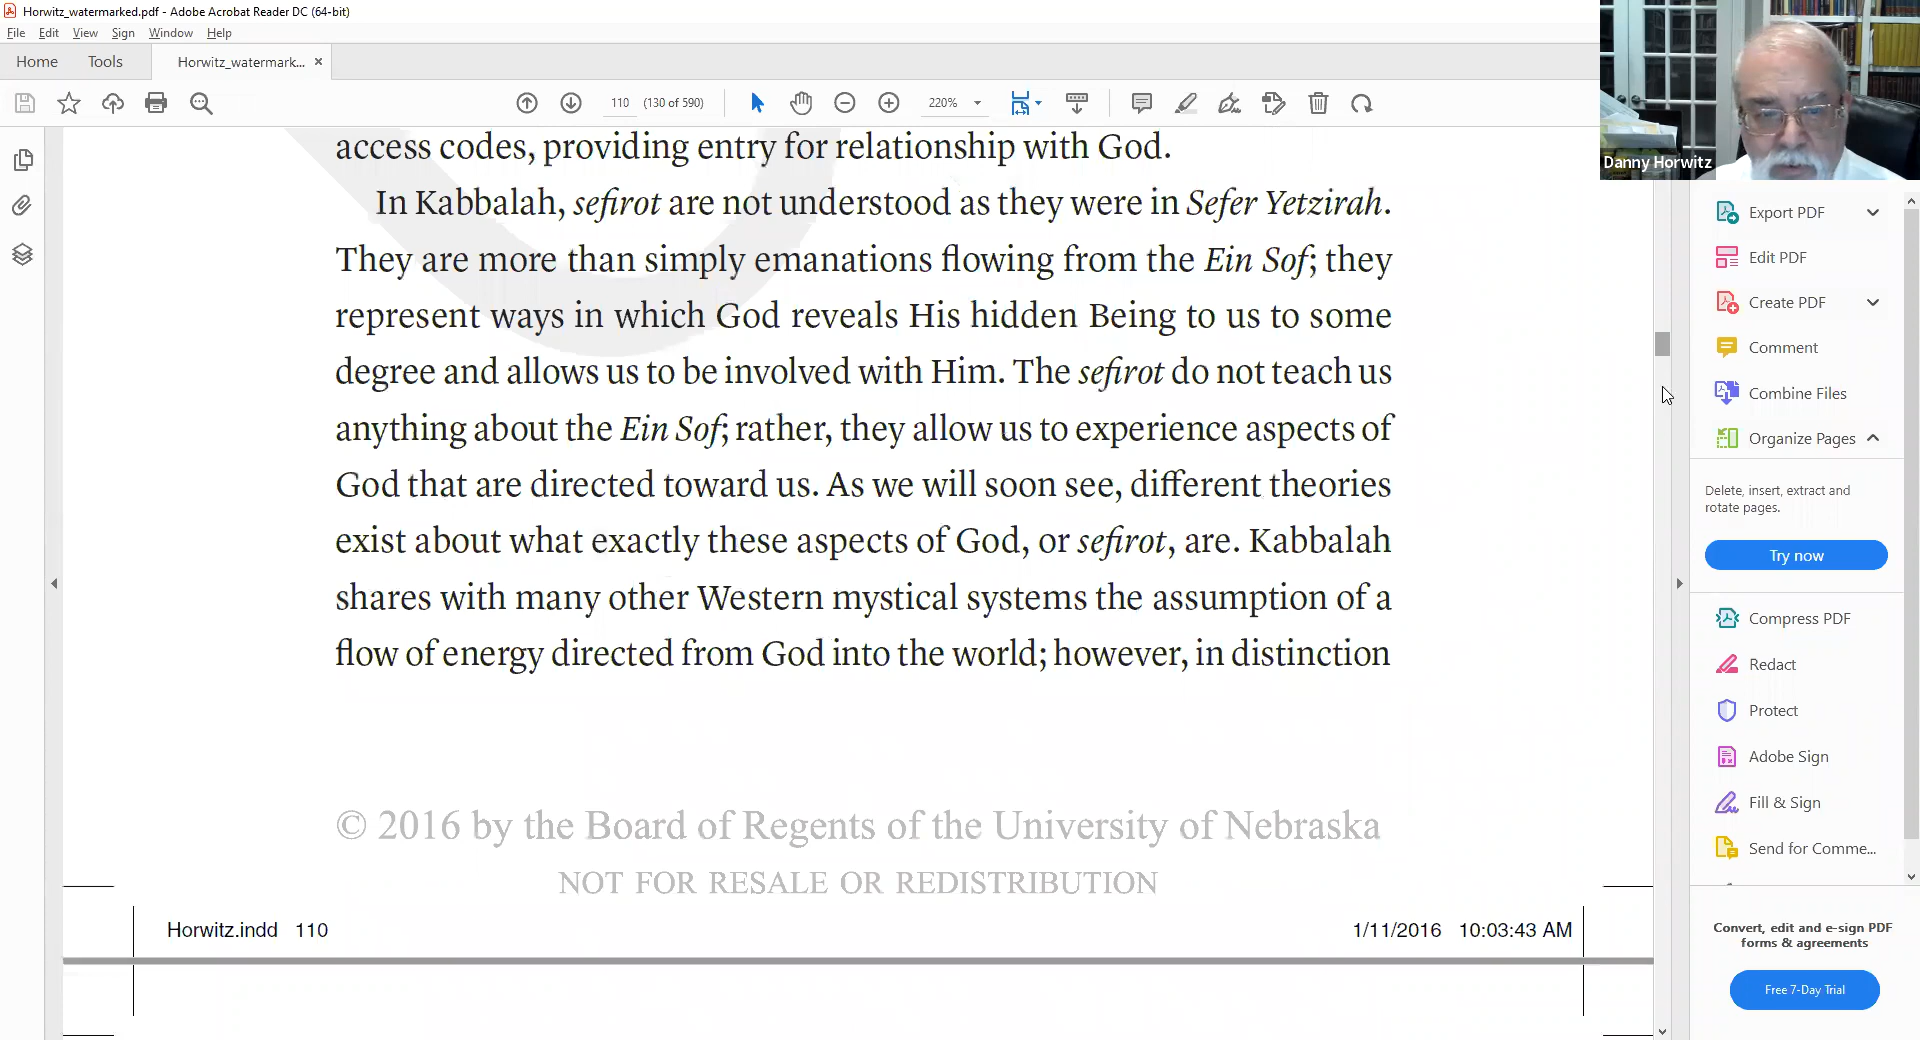 Horwitz_watermarked.pdf - Adobe Acrobat Reader DC (64-bit)
File Edit View Sign Window Help
Home Tools Horwitz_watermark... ×
110 (130 of 590) 220%
Danny Horwitz
access codes, providing entry for relationship with God.
In Kabbalah, sefirot are not understood as they were in Sefer Yetzirah.
They are more than simply emanations flowing from the Ein Sof; they
represent ways in which God reveals His hidden Being to us to some
degree and allows us to be involved with Him. The sefirot do not teach us
anything about the Ein Sof; rather, they allow us to experience aspects of
God that are directed toward us. As we will soon see, different theories
exist about what exactly these aspects of God, or sefirot, are. Kabbalah
shares with many other Western mystical systems the assumption of a
flow of energy directed from God into the world; however, in distinction
© 2016 by the Board of Regents of the University of Nebraska
NOT FOR RESALE OR REDISTRIBUTION
Horwitz.indd 110 1/11/2016 10:03:43 AM
Export PDF
Edit PDF
Create PDF
Comment
Combine Files
Organize Pages
Delete, insert, extract and
rotate pages.
Try now
Compress PDF
Redact
Protect
Adobe Sign
Fill & Sign
Send for Comme...
Convert, edit and e-sign PDF
forms & agreements
Free 7-Day Trial